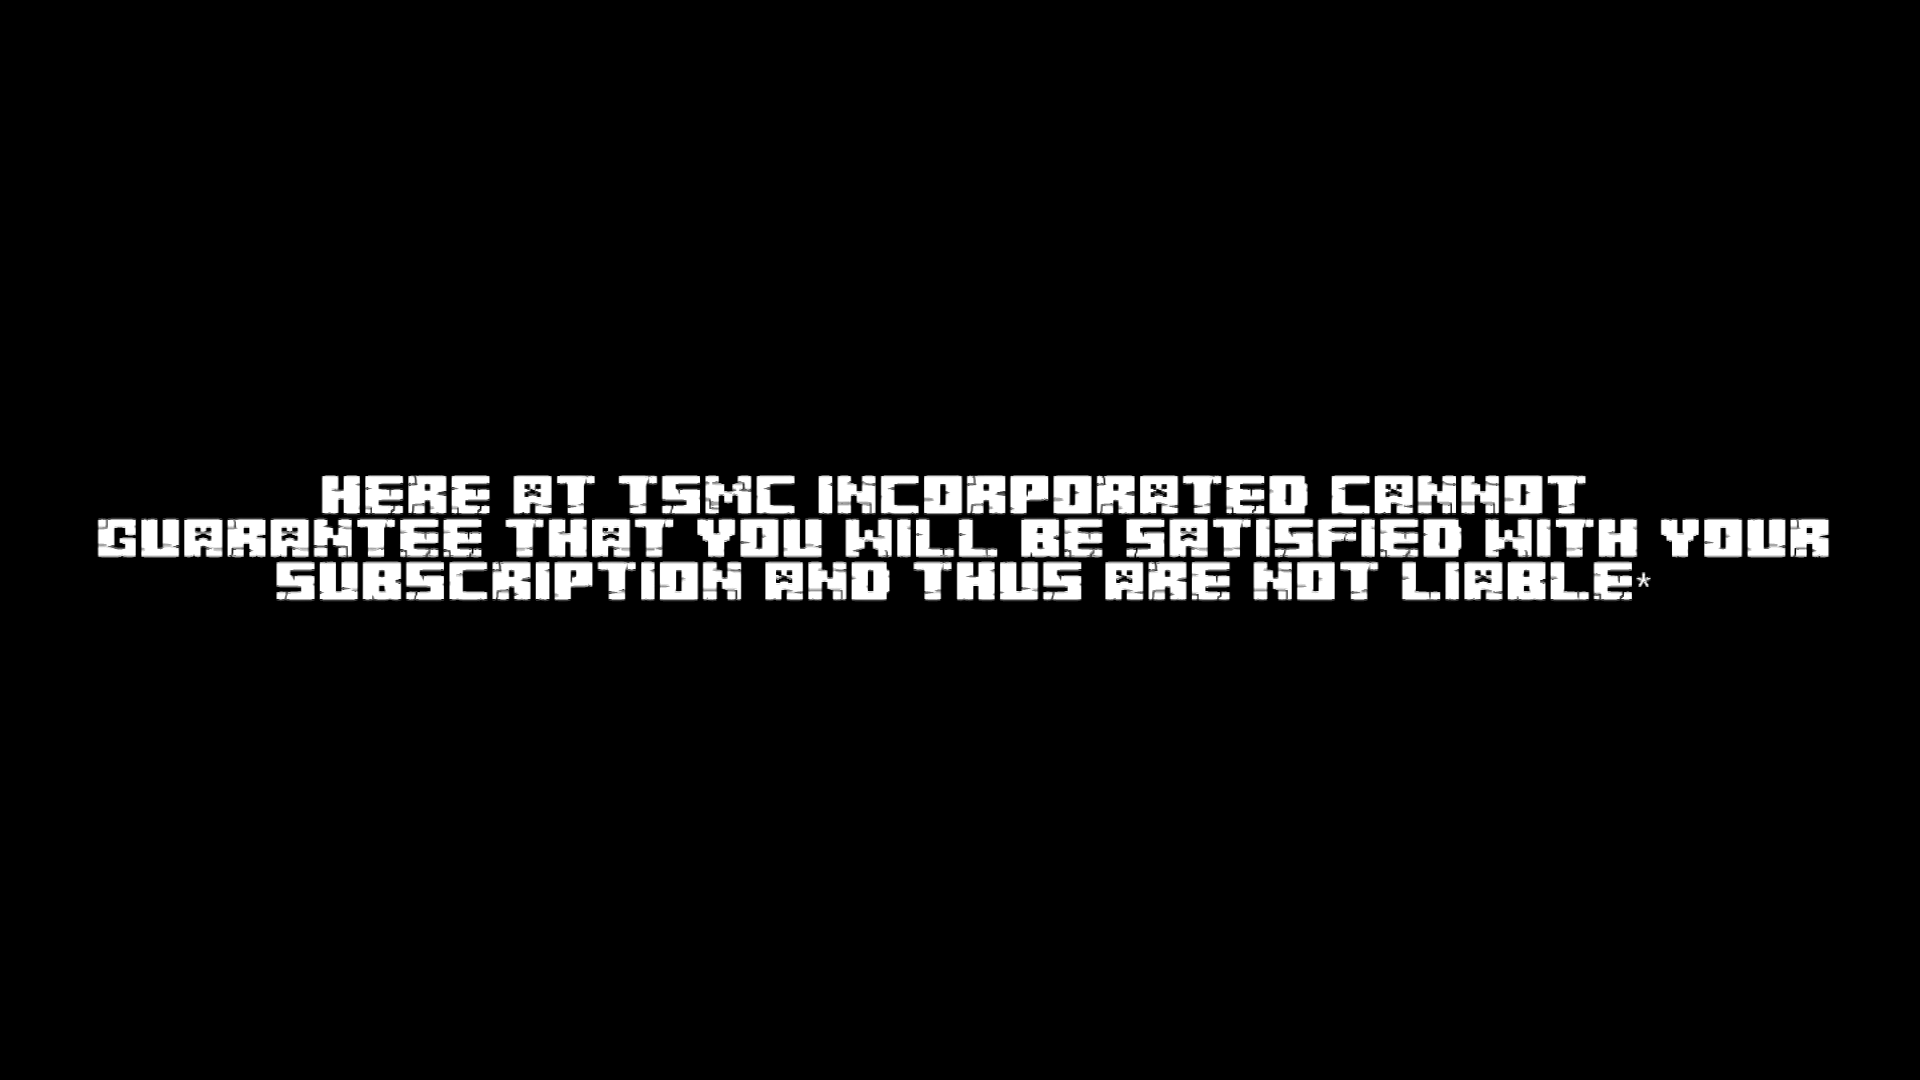 HERE AT TSMC INCORPORATED CANNOT
GUARANTEE THAT YOU WILL BE SATISFIED WITH YOUR
SUBSCRIPTION AND THUS ARE NOT LIABLE*